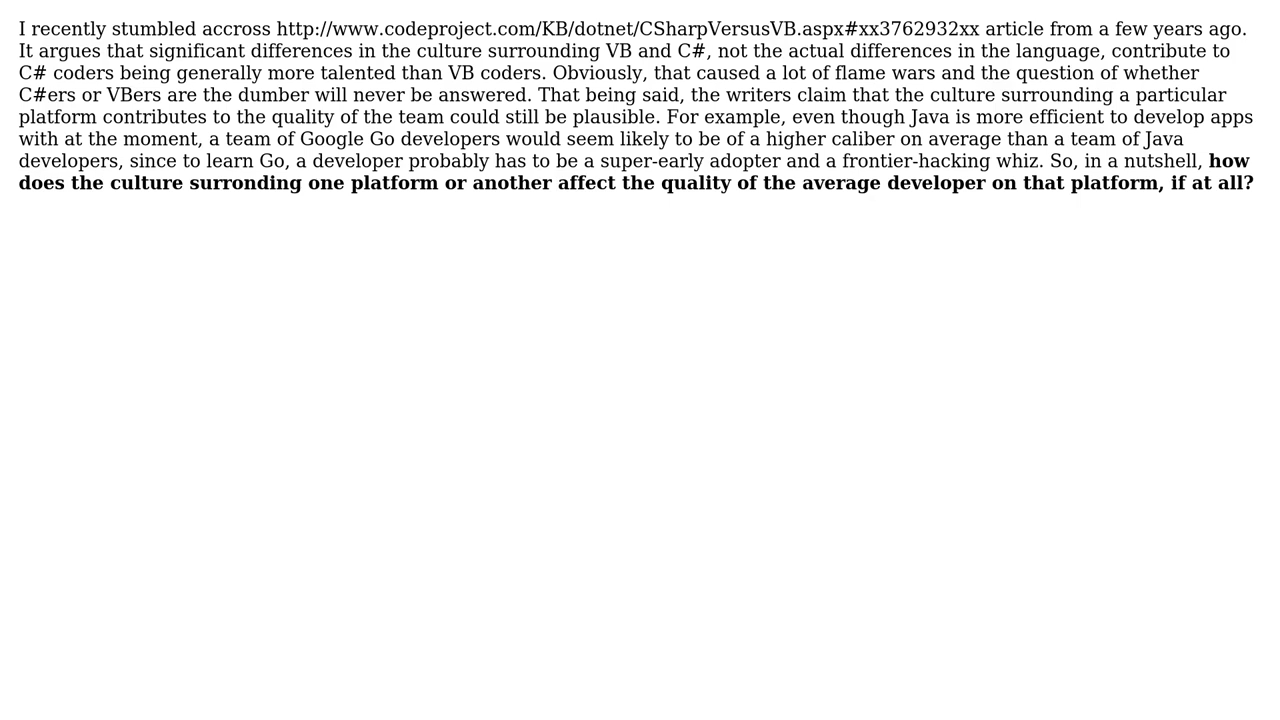 I recently stumbled accross http://www.codeproject.com/KB/dotnet/CSharpVersusVB.aspx#xx3762932xx article from a few years ago.
It argues that significant differences in the culture surrounding VB and C#, not the actual differences in the language, contribute to
C# coders being generally more talented than VB coders. Obviously, that caused a lot of flame wars and the question of whether
C#ers or VBers are the dumber will never be answered. That being said, the writers claim that the culture surrounding a particular
platform contributes to the quality of the team could still be plausible. For example, even though Java is more efficient to develop apps
with at the moment, a team of Google Go developers would seem likely to be of a higher caliber on average than a team of Java
developers, since to learn Go, a developer probably has to be a super-early adopter and a frontier-hacking whiz. So, in a nutshell, how
does the culture surronding one platform or another affect the quality of the average developer on that platform, if at all?